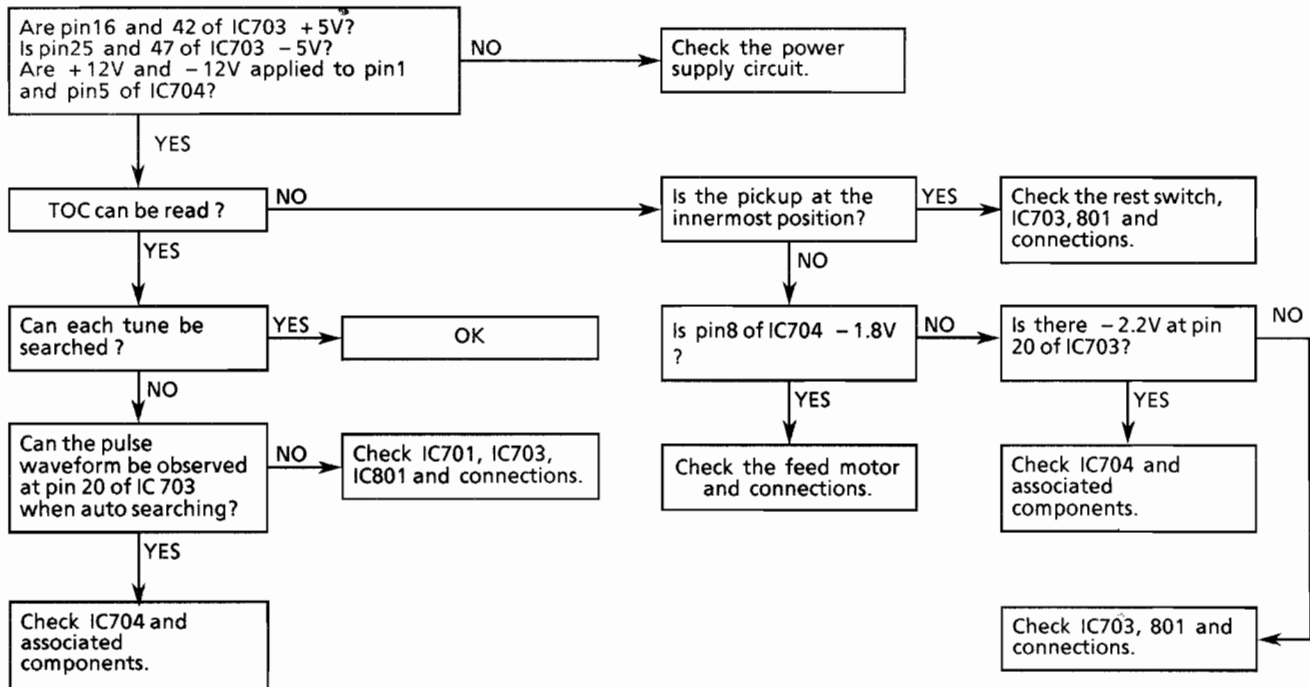 Are pin16 and 42 of IC703 +5V?
Is pin25 and 47 of IC703 −5V?
Are +12V and −12V applied to pin1
and pin5 of IC704?
NO
Check the power
supply circuit.
YES
TOC can be read ?
NO
Is the pickup at the
innermost position?
YES
Check the rest switch,
IC703, 801 and
connections.
YES
NO
Can each tune be
searched ?
YES
OK
Is pin8 of IC704 −1.8V
?
NO
Is there −2.2V at pin
20 of IC703?
NO
NO
YES
YES
Can the pulse
waveform be observed
at pin 20 of IC 703
when auto searching?
NO
Check IC701, IC703,
IC801 and connections.
Check the feed motor
and connections.
Check IC704 and
associated
components.
YES
Check IC704 and
associated
components.
Check IC703, 801 and
connections.